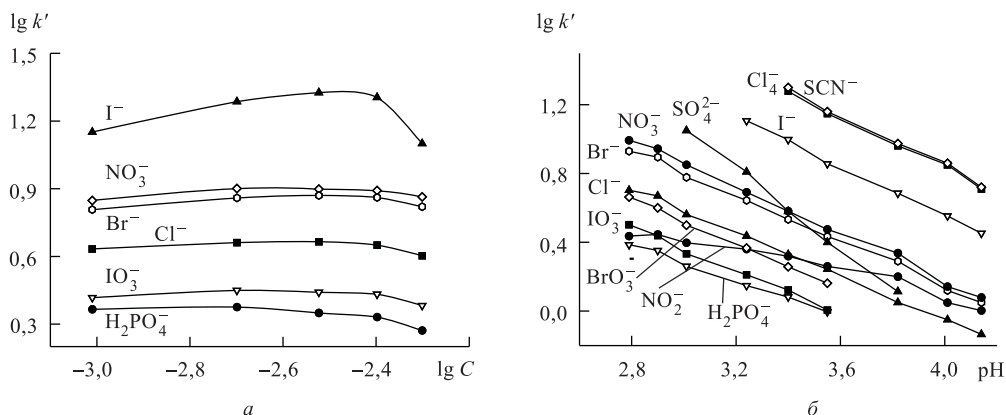 lg k′
1,5
1,2
0,9
0,6
0,3
I⁻
NO₃⁻
Br⁻
Cl⁻
IO₃⁻
H₂PO₄⁻
−3,0 −2,8 −2,6 −2,4 lg C
а
lg k′
1,2
0,8
0,4
0,0
Cl₄⁻
SCN⁻
SO₄²⁻
I⁻
NO₃⁻
Br⁻
Cl⁻
IO₃⁻
BrO₃⁻
NO₂⁻
H₂PO₄⁻
2,8 3,2 3,6 4,0 pH
б